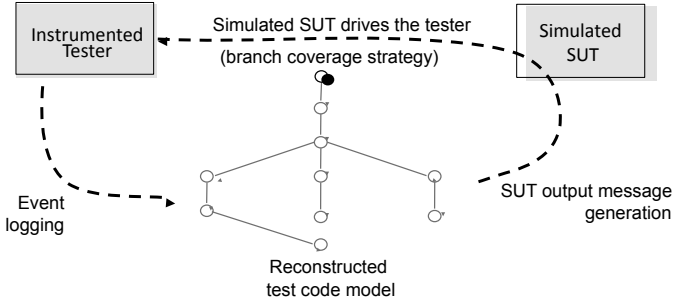 Instrumented
Tester
Simulated SUT drives the tester
(branch coverage strategy)
Simulated
SUT
Event
logging
SUT output message
generation
Reconstructed
test code model